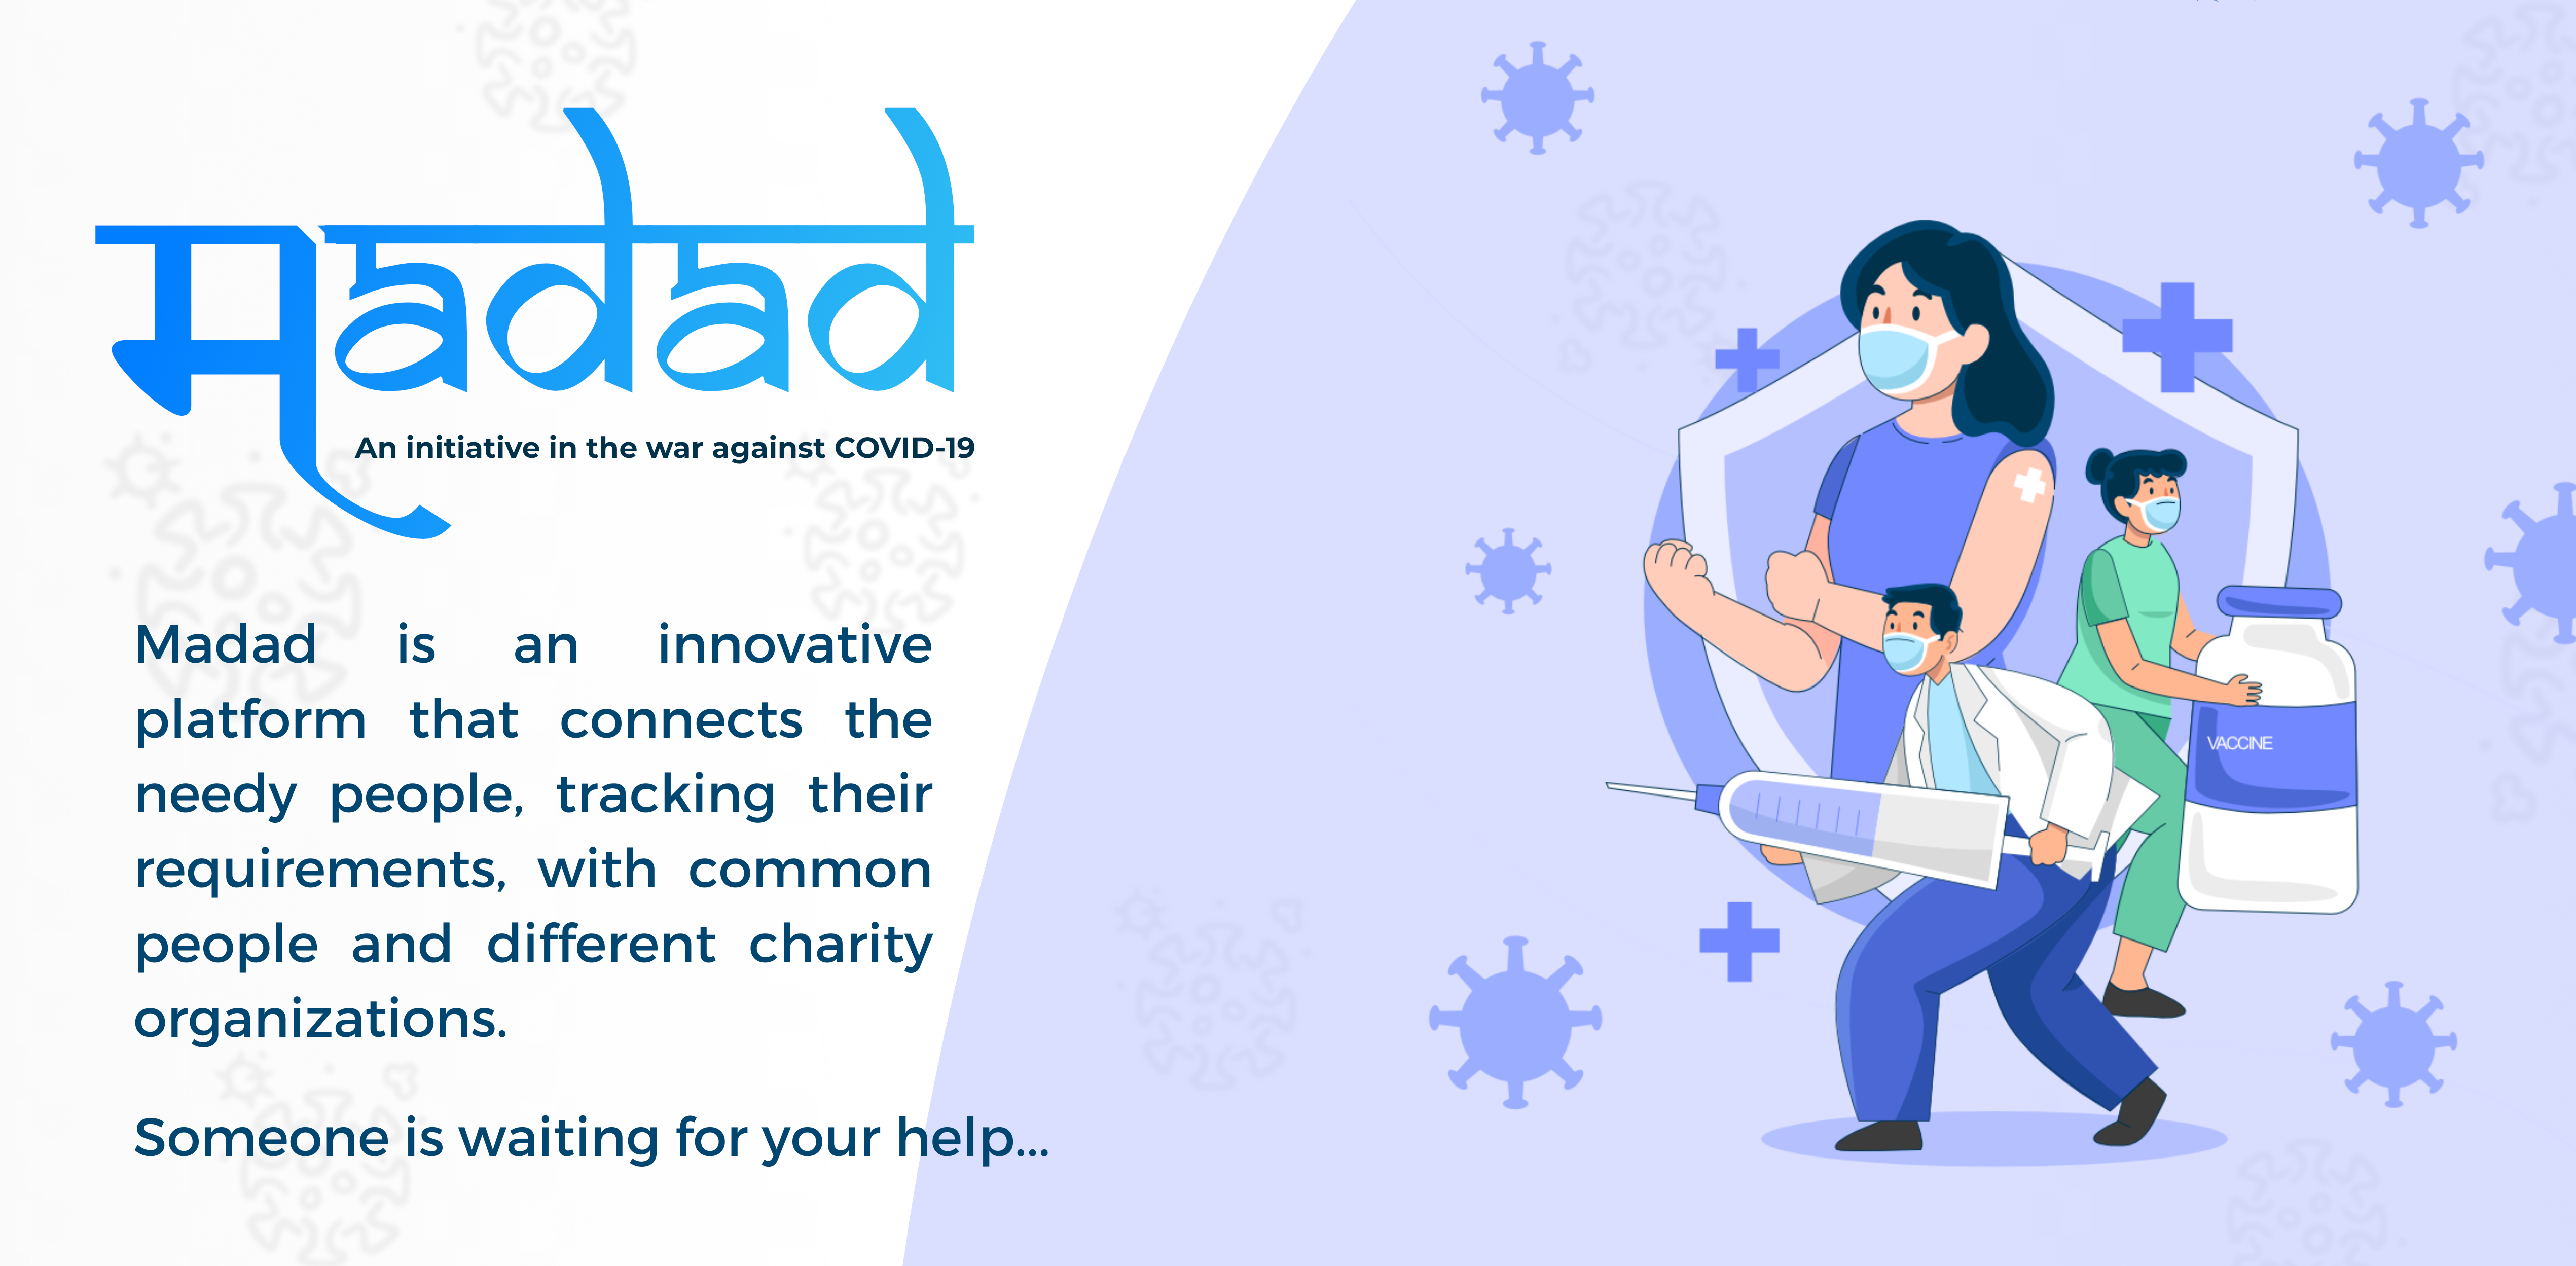 मadad
An initiative in the war against COVID-19
Madad is an innovative
platform that connects the
needy people, tracking their
requirements, with common
people and different charity
organizations.
Someone is waiting for your help...
VACCINE